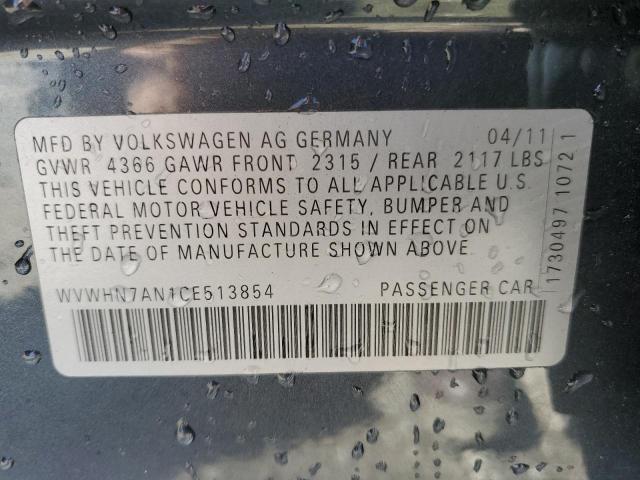 MFD BY VOLKSWAGEN AG GERMANY 04/11
GVWR 4366 GAWR FRONT 2315 / REAR 2117 LBS
THIS VEHICLE CONFORMS TO ALL APPLICABLE U.S.
FEDERAL MOTOR VEHICLE SAFETY, BUMPER AND
THEFT PREVENTION STANDARDS IN EFFECT ON
THE DATE OF MANUFACTURE SHOWN ABOVE
WVWHN7AN1CE513854 PASSENGER CAR
1730497 1072 1